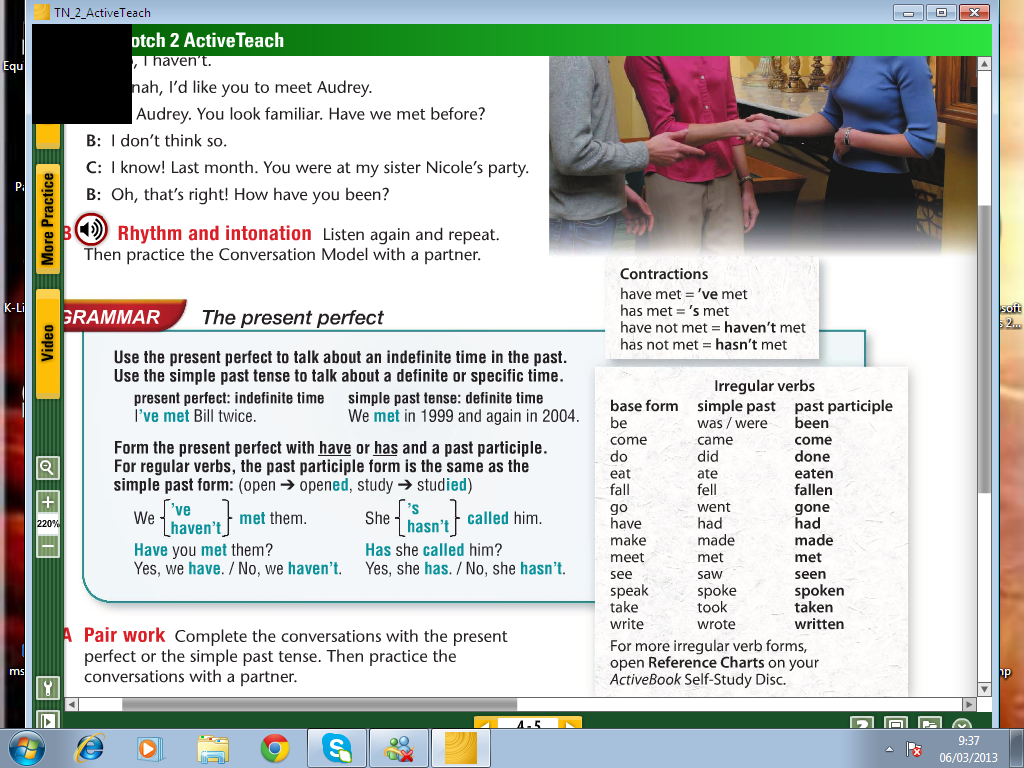 TN_2_ActiveTeach
otch 2 ActiveTeach
Equi
, I haven't.
nah, I'd like you to meet Audrey.
Audrey. You look familiar. Have we met before?
B: I don't think so.
C: I know! Last month. You were at my sister Nicole's party.
B: Oh, that's right! How have you been?
More Practice
B Rhythm and intonation Listen again and repeat.
Then practice the Conversation Model with a partner.
Contractions
have met = 've met
has met = 's met
have not met = haven't met
has not met = hasn't met
K-Li
Video
GRAMMAR The present perfect
Use the present perfect to talk about an indefinite time in the past.
Use the simple past tense to talk about a definite or specific time.
present perfect: indefinite time simple past tense: definite time
I've met Bill twice. We met in 1999 and again in 2004.
Form the present perfect with have or has and a past participle.
For regular verbs, the past participle form is the same as the
simple past form: (open ➔ opened, study ➔ studied)
We 've haven't met them. She 's hasn't called him.
Have you met them? Has she called him?
Yes, we have. / No, we haven't. Yes, she has. / No, she hasn't.
Irregular verbs
base form simple past past participle
be was / were been
come came come
do did done
eat ate eaten
fall fell fallen
go went gone
have had had
make made made
meet met met
see saw seen
speak spoke spoken
take took taken
write wrote written
For more irregular verb forms,
open Reference Charts on your
ActiveBook Self-Study Disc.
220%
A Pair work Complete the conversations with the present
perfect or the simple past tense. Then practice the
conversations with a partner.
4-5
9:37
06/03/2013